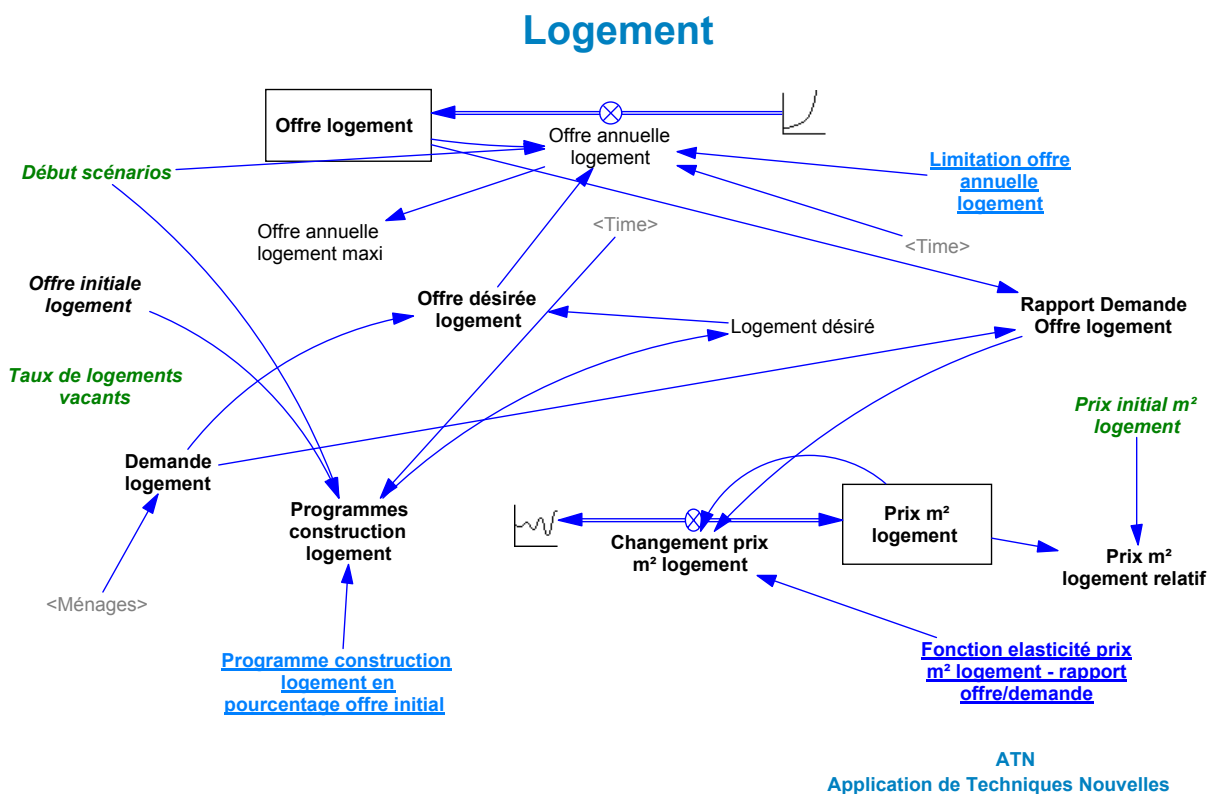 Logement
Offre logement
Offre annuelle
logement
Début scénarios
Limitation offre
annuelle
logement
Offre annuelle
logement maxi
<Time>
<Time>
Offre initiale
logement
Offre désirée
logement
Logement désiré
Rapport Demande
Offre logement
Taux de logements
vacants
Prix initial m²
logement
Demande
logement
Programmes
construction
logement
Prix m²
logement
Changement prix
m² logement
Prix m²
logement relatif
<Ménages>
Programme construction
logement en
pourcentage offre initial
Fonction elasticité prix
m² logement - rapport
offre/demande
ATN
Application de Techniques Nouvelles